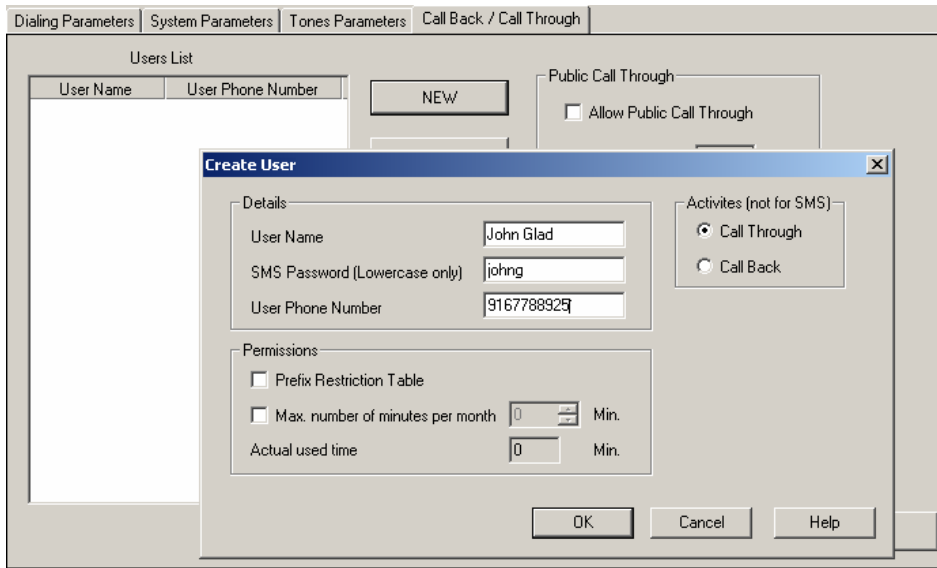 Dialing Parameters System Parameters Tones Parameters Call Back / Call Through
Users List
User Name User Phone Number
NEW
Public Call Through
Allow Public Call Through
Create User
Details
User Name John Glad
SMS Password (Lowercase only) johng
User Phone Number 9167788925
Activites (not for SMS)
Call Through
Call Back
Permissions
Prefix Restriction Table
Max. number of minutes per month 0 Min.
Actual used time 0 Min.
OK Cancel Help